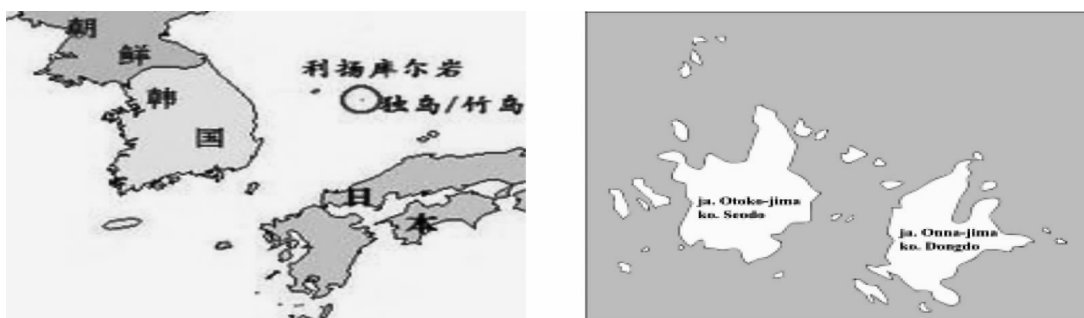 朝
鲜
利扬库尔岩
韩
独岛/竹岛
国
日
本
ja. Otoko-jima
ko. Seodo
ja. Onna-jima
ko. Dongdo